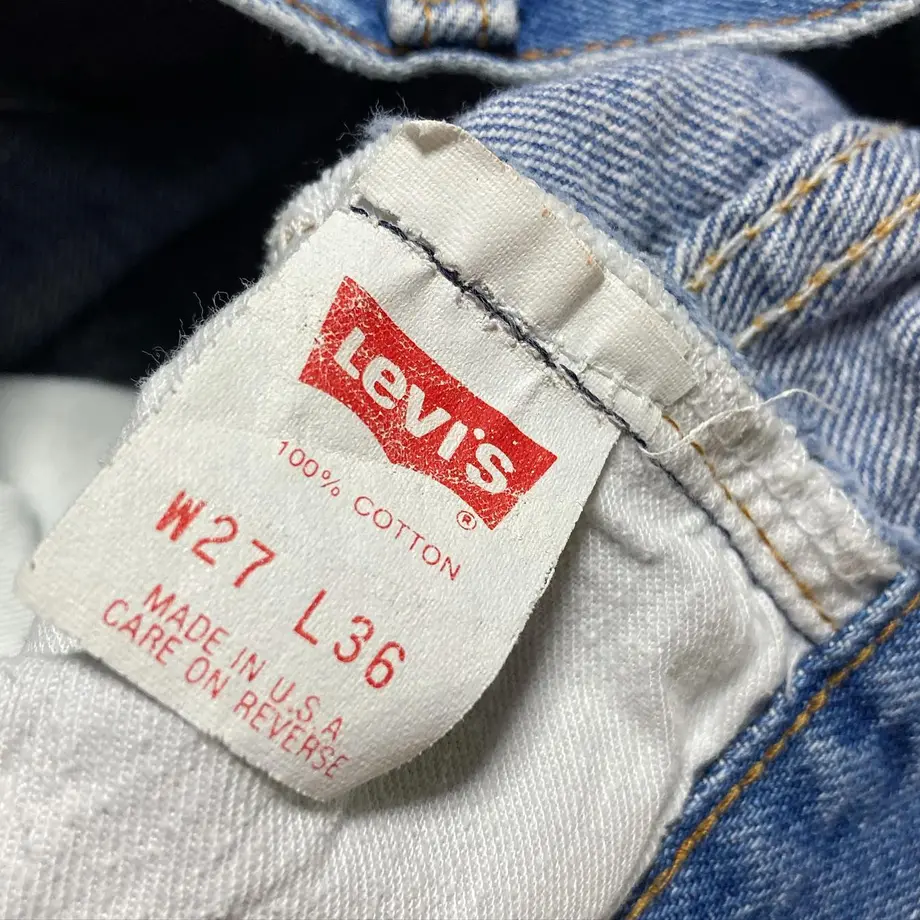 Levi's
®
100% COTTON
W27 L36
MADE IN U.S.A.
CARE ON REVERSE